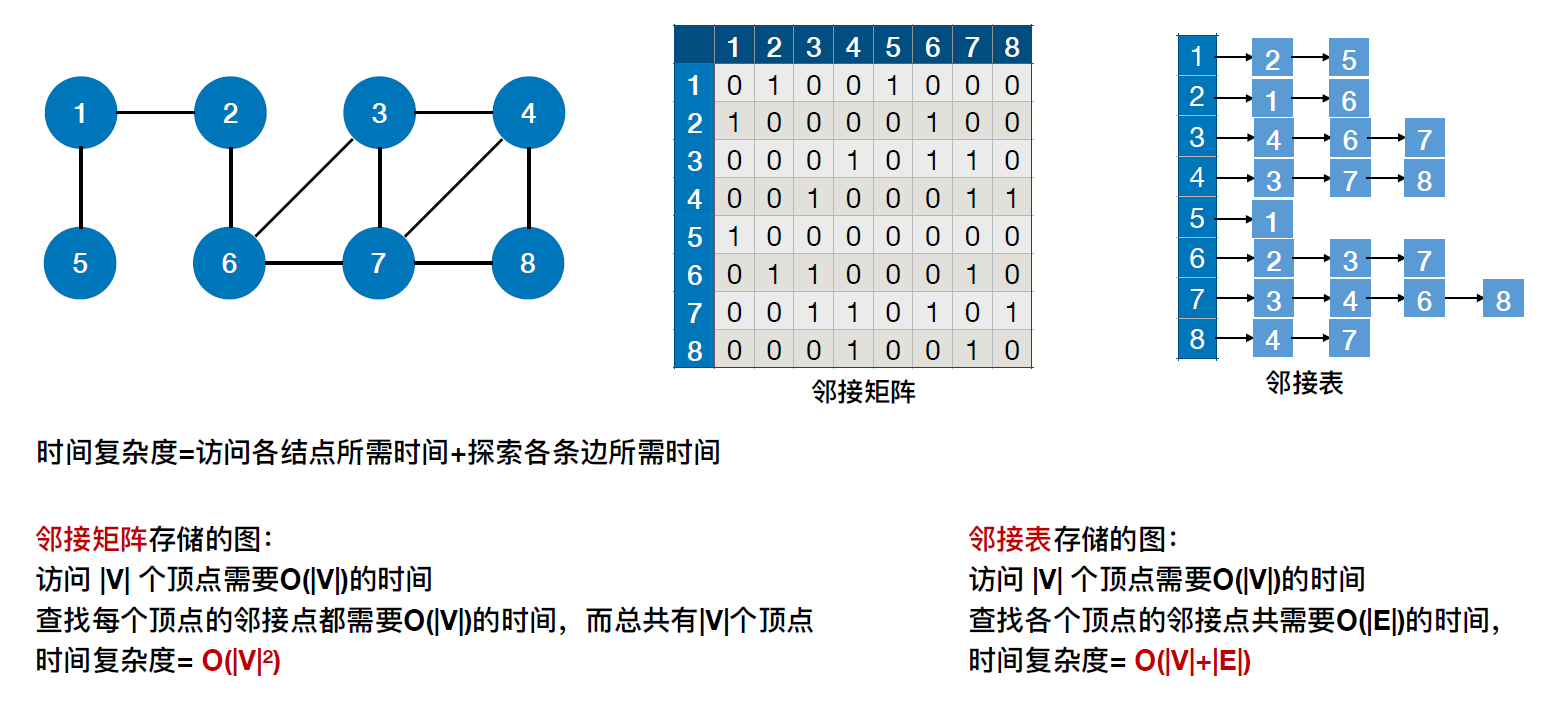 1 2 3 4
5 6 7 8
1 2 3 4 5 6 7 8
1 0 1 0 0 1 0 0 0
2 1 0 0 0 0 1 0 0
3 0 0 0 1 0 1 1 0
4 0 0 1 0 0 0 1 1
5 1 0 0 0 0 0 0 0
6 0 1 1 0 0 0 1 0
7 0 0 1 1 0 1 0 1
8 0 0 0 1 0 0 1 0
邻接矩阵
1 2 5
2 1 6
3 4 6 7
4 3 7 8
5 1
6 2 3 7
7 3 4 6 8
8 4 7
邻接表
时间复杂度=访问各结点所需时间+探索各条边所需时间
邻接矩阵存储的图：
访问 |V| 个顶点需要O(|V|)的时间
查找每个顶点的邻接点都需要O(|V|)的时间，而总共有|V|个顶点
时间复杂度= O(|V|²)
邻接表存储的图：
访问 |V| 个顶点需要O(|V|)的时间
查找各个顶点的邻接点共需要O(|E|)的时间，
时间复杂度= O(|V|+|E|)